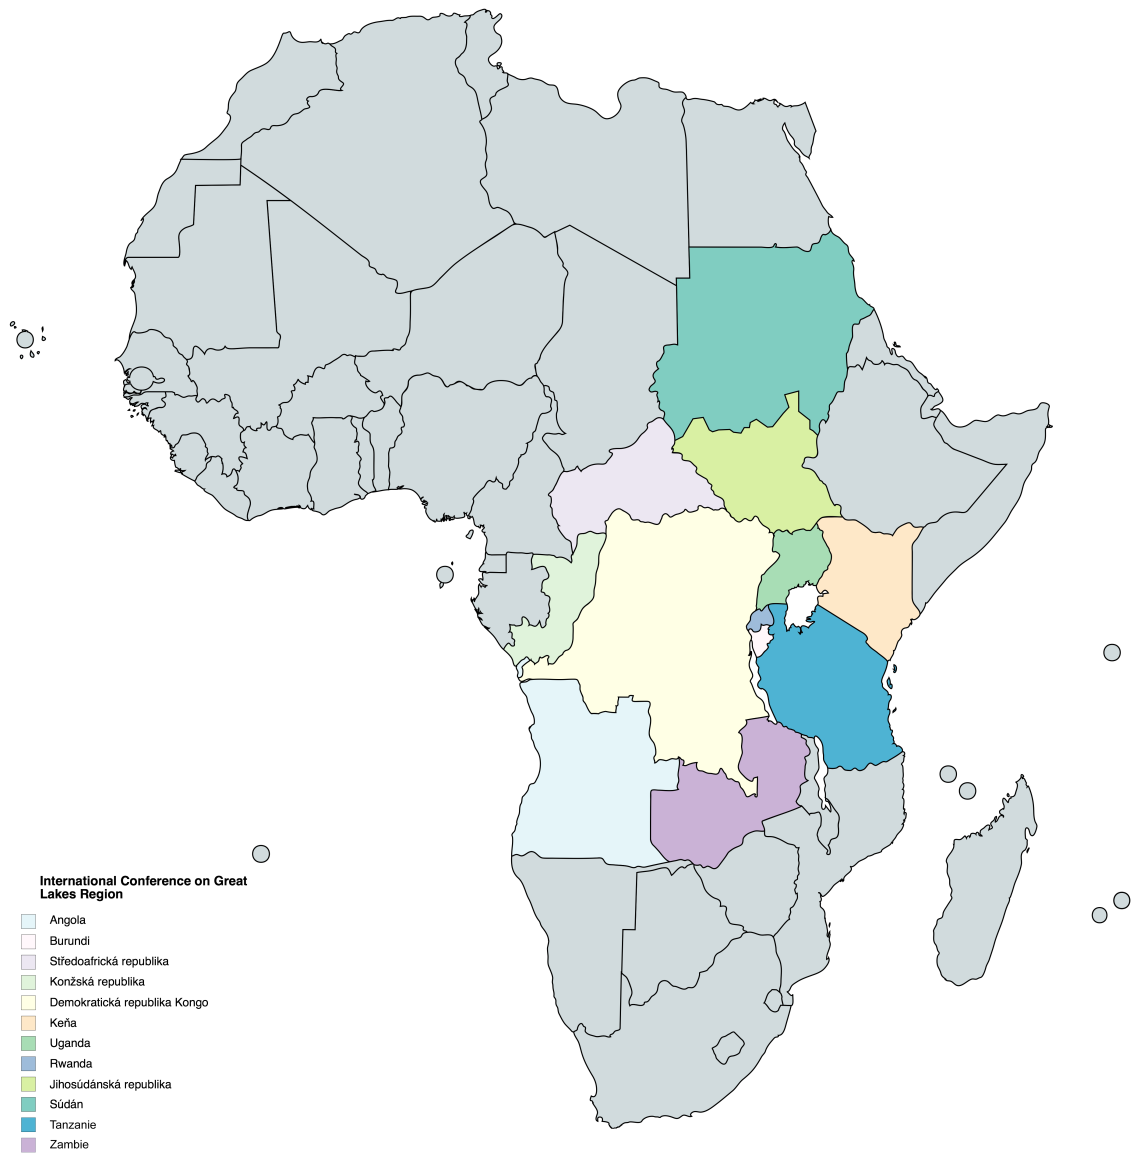 International Conference on Great
Lakes Region
Angola
Burundi
Středoafrická republika
Konžská republika
Demokratická republika Kongo
Keňa
Uganda
Rwanda
Jihosúdánská republika
Súdán
Tanzanie
Zambie